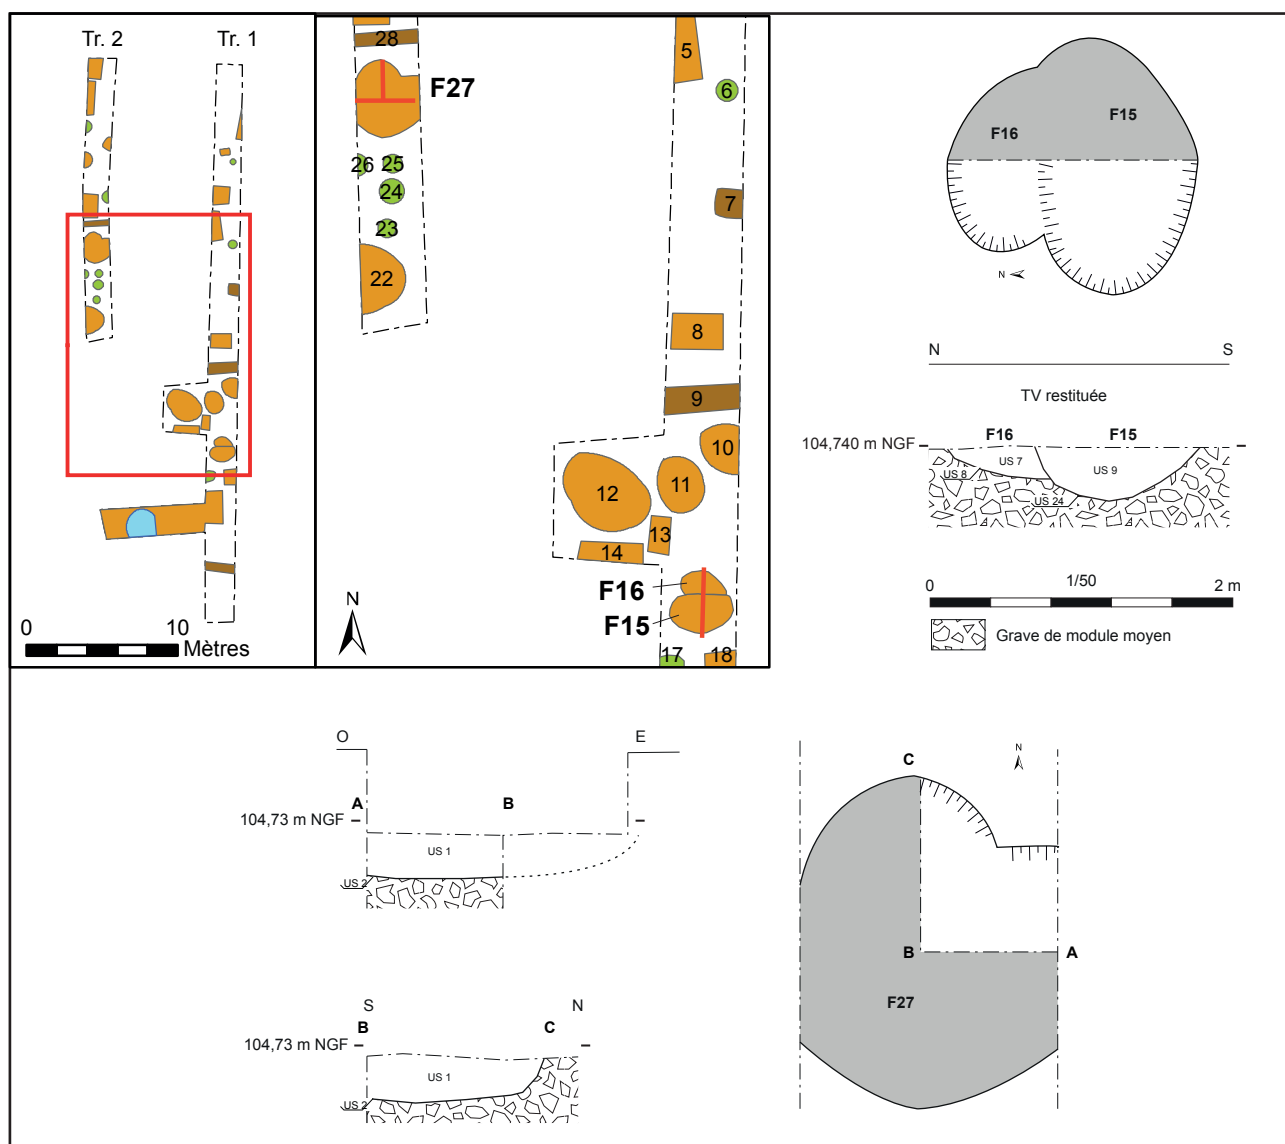 Tr. 2
Tr. 1
0 10
Mètres
28
F27
26 25
24
23
22
5
6
7
8
9
10
11
12
13
14
F16
F15
17 18
N
F16
F15
N
N S
TV restituée
F16 F15
104,740 m NGF
US 7
US 8
US 9
US 24
0 1/50 2 m
Grave de module moyen
O E
A B
104,73 m NGF
US 1
US 2
S N
B C
104,73 m NGF
US 1
US 2
C
N
B A
F27